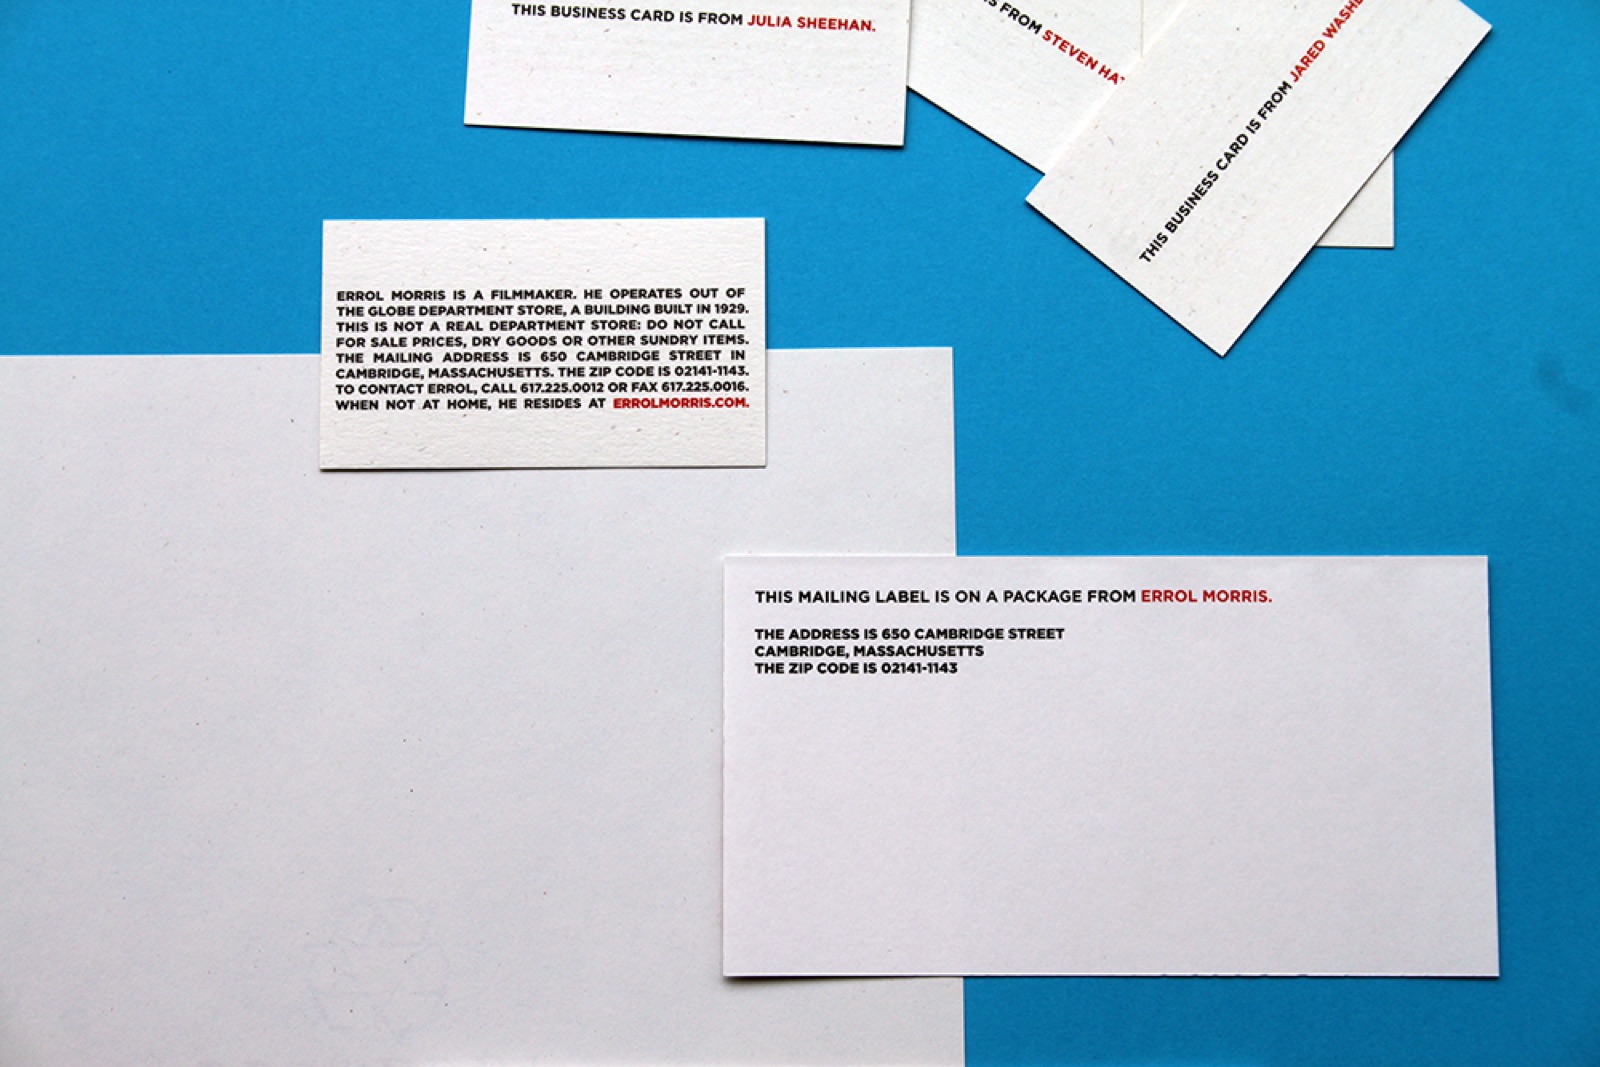 THIS BUSINESS CARD IS FROM JULIA SHEEHAN.
FROM STEVEN
THIS BUSINESS CARD IS FROM JARED
ERROL MORRIS IS A FILMMAKER. HE OPERATES OUT OF
THE GLOBE DEPARTMENT STORE, A BUILDING BUILT IN 1929.
THIS IS NOT A REAL DEPARTMENT STORE: DO NOT CALL
FOR SALE PRICES, DRY GOODS OR OTHER SUNDRY ITEMS.
THE MAILING ADDRESS IS 650 CAMBRIDGE STREET IN
CAMBRIDGE, MASSACHUSETTS. THE ZIP CODE IS 02141-1143.
TO CONTACT ERROL, CALL 617.225.0012 OR FAX 617.225.0016.
WHEN NOT AT HOME, HE RESIDES AT ERROLMORRIS.COM.
THIS MAILING LABEL IS ON A PACKAGE FROM ERROL MORRIS.
THE ADDRESS IS 650 CAMBRIDGE STREET
CAMBRIDGE, MASSACHUSETTS
THE ZIP CODE IS 02141-1143